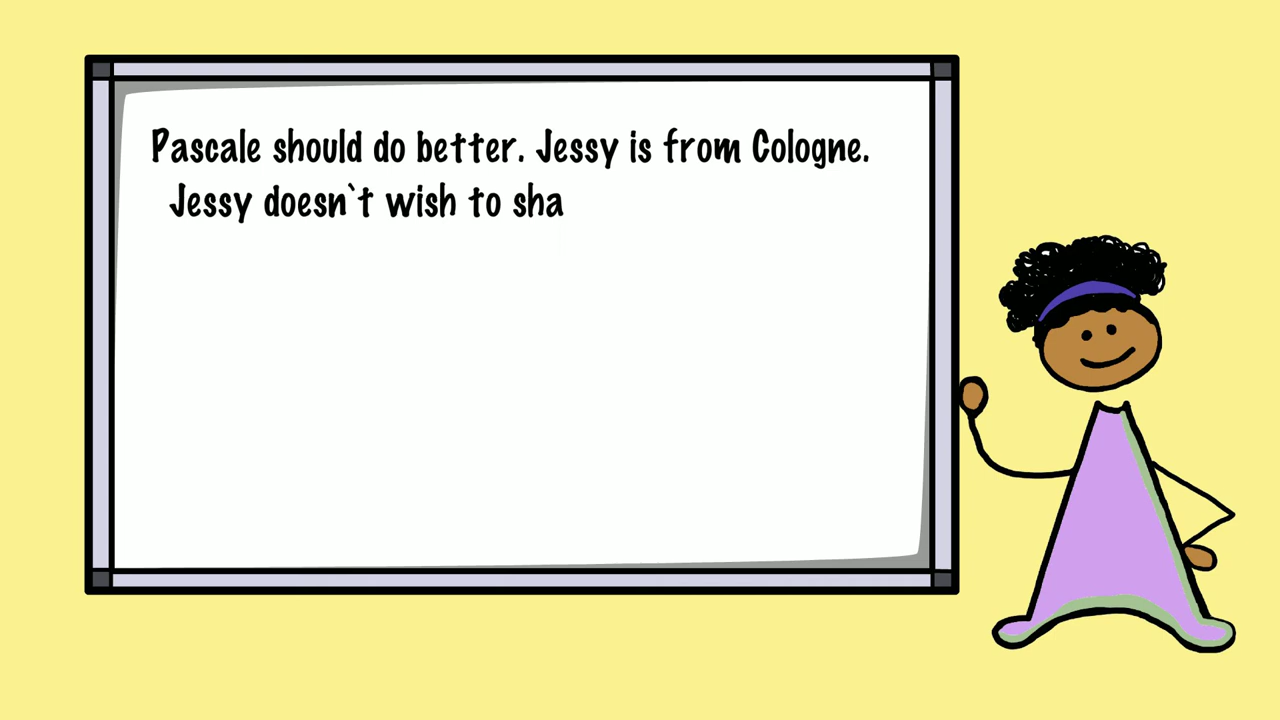 Pascale should do better. Jessy is from Cologne.
Jessy doesn`t wish to sha